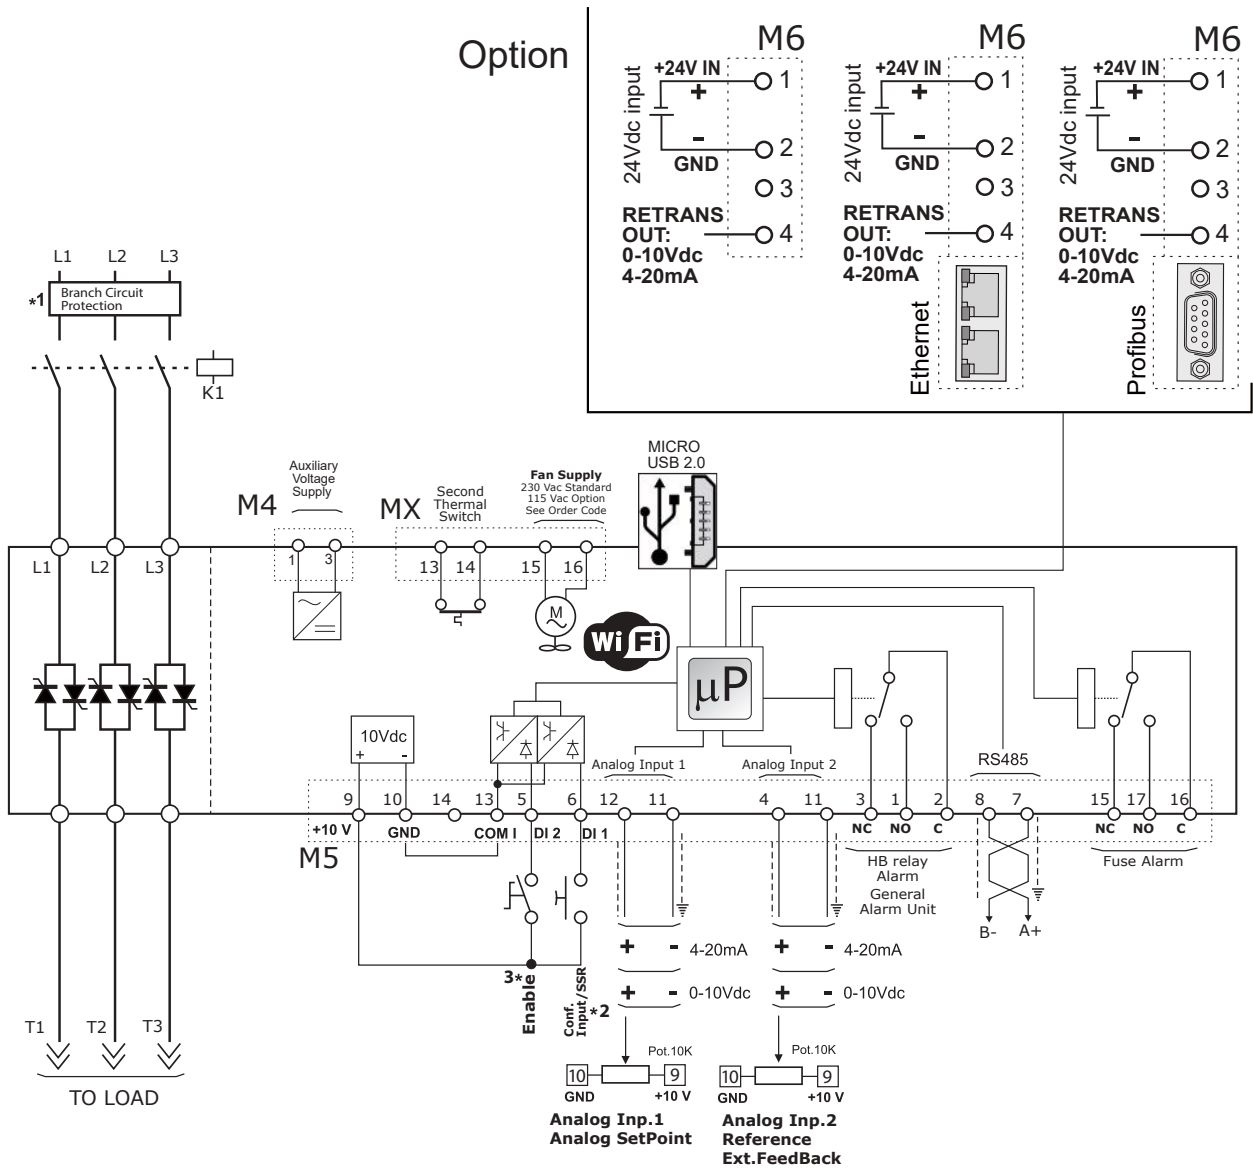 Option
M6
+24V IN
1
+
24Vdc input
-
2
GND
3
RETRANS
OUT:
4
0-10Vdc
4-20mA
M6
+24V IN
1
+
24Vdc input
-
2
GND
3
RETRANS
OUT:
4
0-10Vdc
4-20mA
Ethernet
M6
+24V IN
1
+
24Vdc input
-
2
GND
3
RETRANS
OUT:
4
0-10Vdc
4-20mA
Profibus
L1 L2 L3
*1
Branch Circuit
Protection
K1
M4
Auxiliary
Voltage
Supply
1 3
MX
Second
Thermal
Switch
Fan Supply
230 Vac Standard
115 Vac Option
See Order Code
13 14 15 16
M
~
MICRO
USB 2.0
L1 L2 L3
Wi Fi
µP
10Vdc
+ -
Analog Input 1
Analog Input 2
RS485
9 10 14 13 5 6 12 11 4 11 3 1 2 8 7 15 17 16
+10 V GND COM I DI 2 DI 1 NC NO C NC NO C
M5
HB relay
Alarm
General
Alarm Unit
Fuse Alarm
B- A+
+ - 4-20mA
+ - 4-20mA
+ - 0-10Vdc
+ - 0-10Vdc
3*
Enable
Conf.
Input/SSR
*2
T1 T2 T3
TO LOAD
Pot.10K
10 9
GND +10 V
Analog Inp.1
Analog SetPoint
Pot.10K
10 9
GND +10 V
Analog Inp.2
Reference
Ext.FeedBack